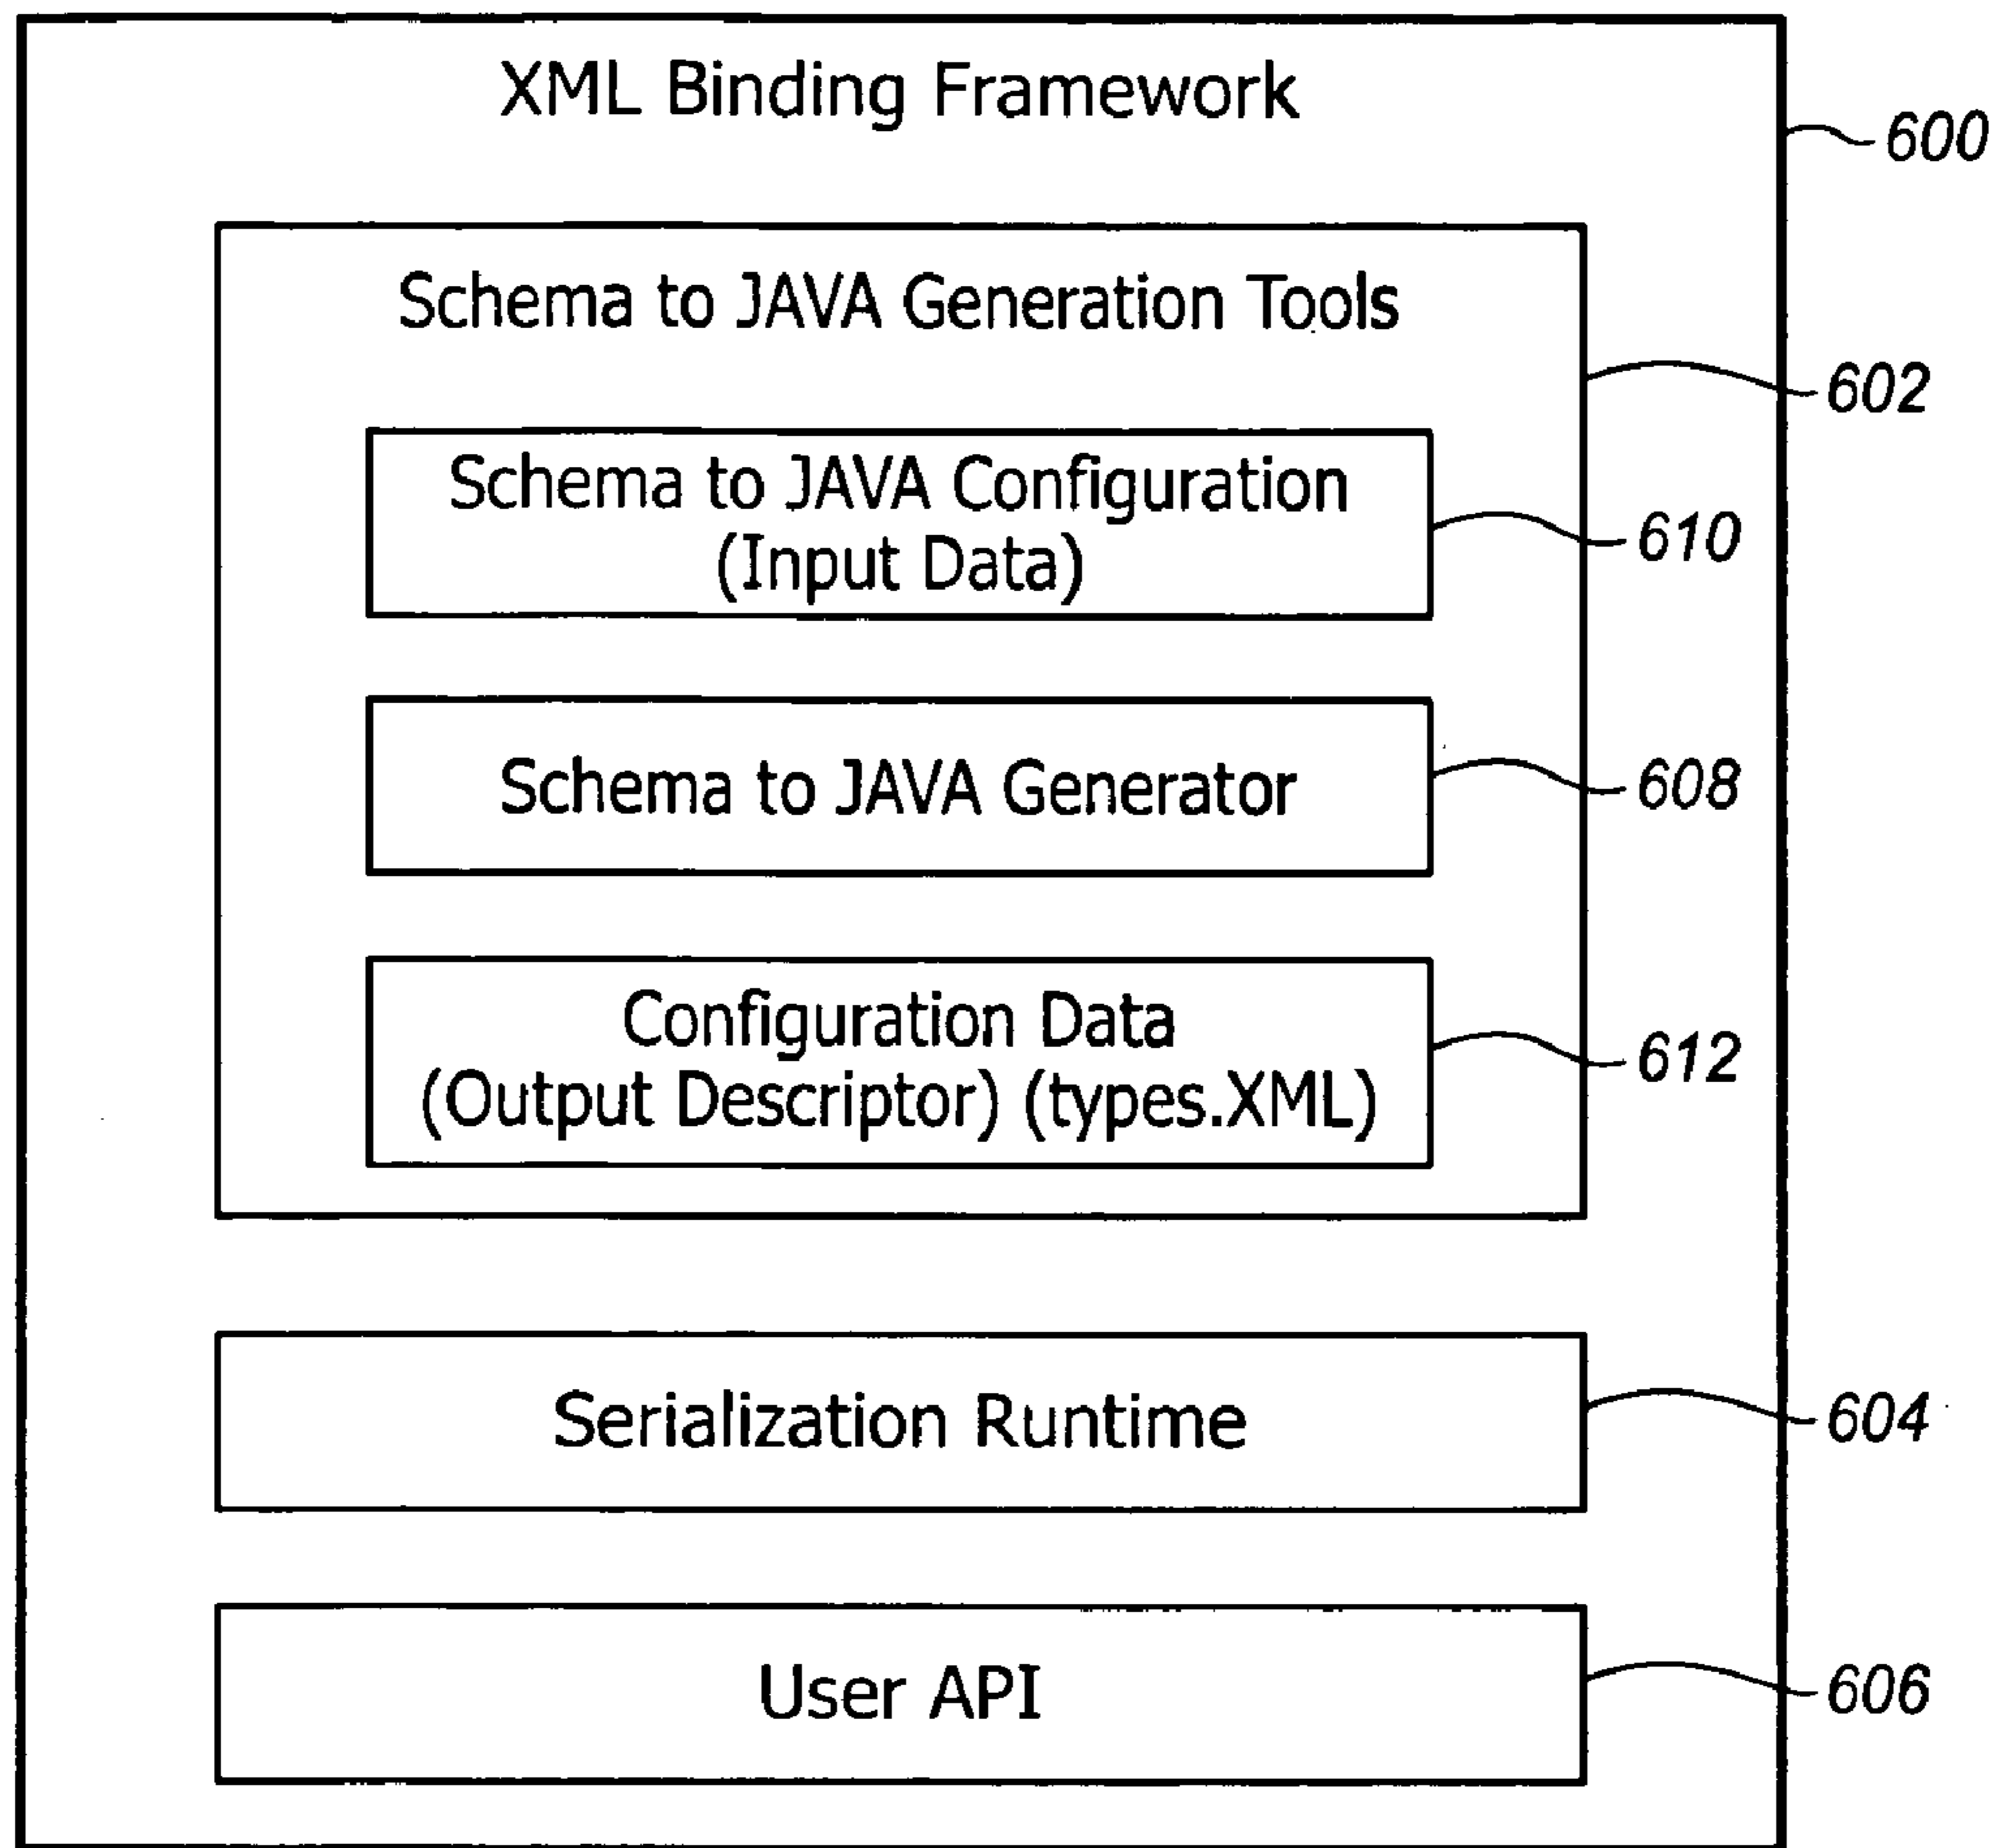 XML Binding Framework
600
Schema to JAVA Generation Tools
602
Schema to JAVA Configuration
(Input Data)
610
Schema to JAVA Generator
608
Configuration Data
(Output Descriptor) (types.XML)
612
Serialization Runtime
604
User API
606